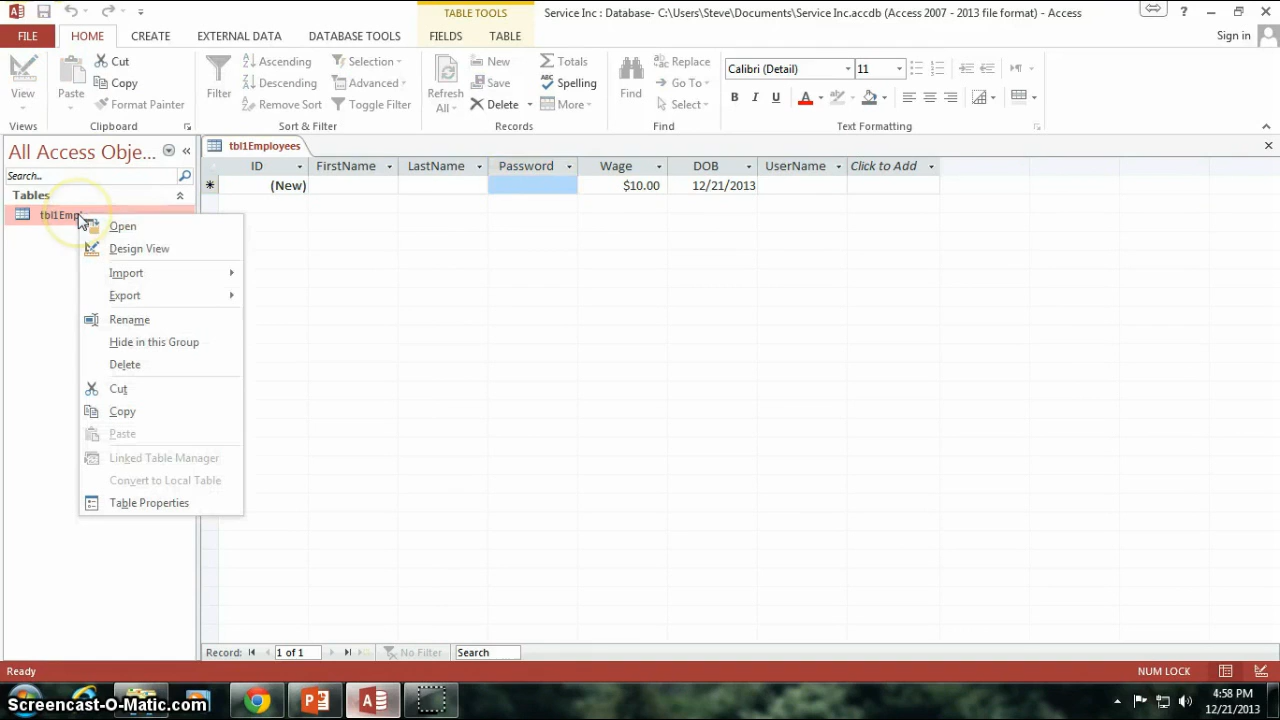 TABLE TOOLS
Service Inc : Database- C:\Users\Steve\Documents\Service Inc.accdb (Access 2007 - 2013 file format) - Access
FILE HOME CREATE EXTERNAL DATA DATABASE TOOLS FIELDS TABLE Sign in
View
Views
Paste
Cut
Copy
Format Painter
Clipboard
Filter
Ascending
Descending
Remove Sort
Selection
Advanced
Toggle Filter
Sort & Filter
Refresh
All
New
Save
Delete
Totals
Spelling
More
Records
Find
Replace
Go To
Select
Find
Calibri (Detail) 11
B I U A
Text Formatting
All Access Obje...
Search..
Tables
tbl1Emp
Open
Design View
Import
Export
Rename
Hide in this Group
Delete
Cut
Copy
Paste
Linked Table Manager
Convert to Local Table
Table Properties
tbl1Employees
ID FirstName LastName Password Wage DOB UserName Click to Add
(New) $10.00 12/21/2013
Record: 1 of 1 No Filter Search
Ready NUM LOCK
Screencast-O-Matic.com
4:58 PM
12/21/2013